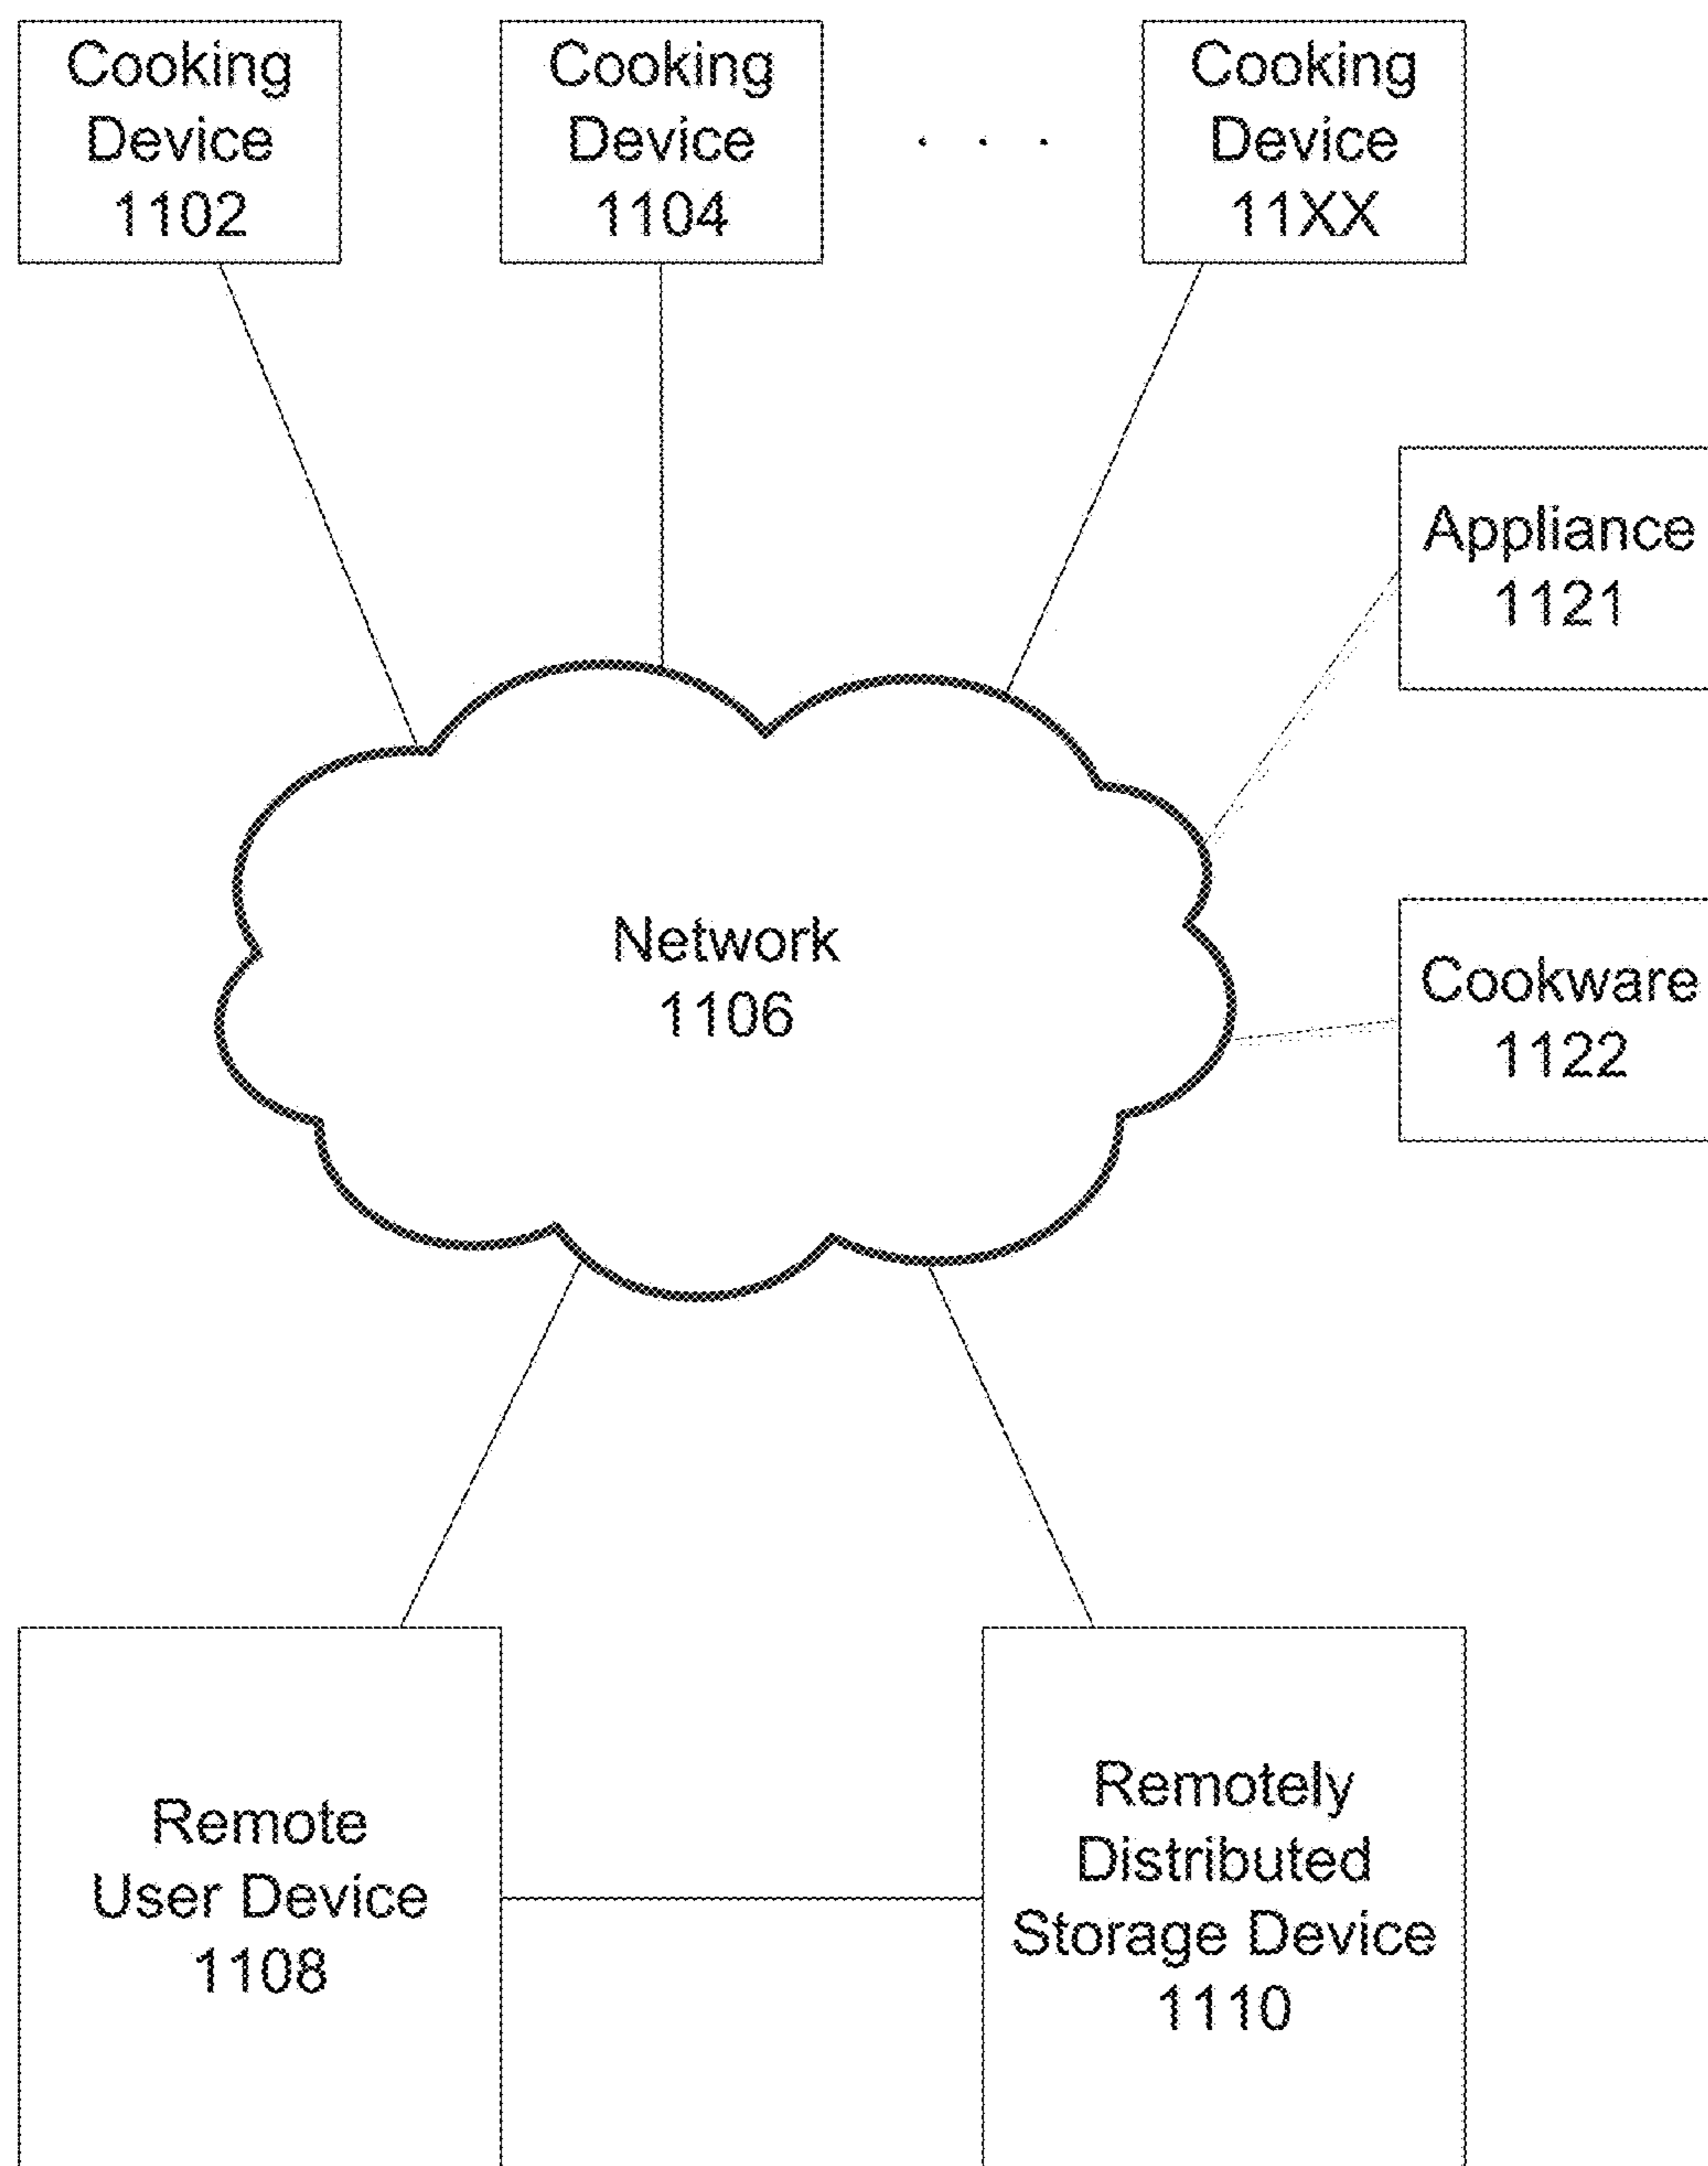 Cooking
Device
1102
Cooking
Device
1104
. . .
Cooking
Device
11XX
Appliance
1121
Network
1106
Cookware
1122
Remote
User Device
1108
Remotely
Distributed
Storage Device
1110